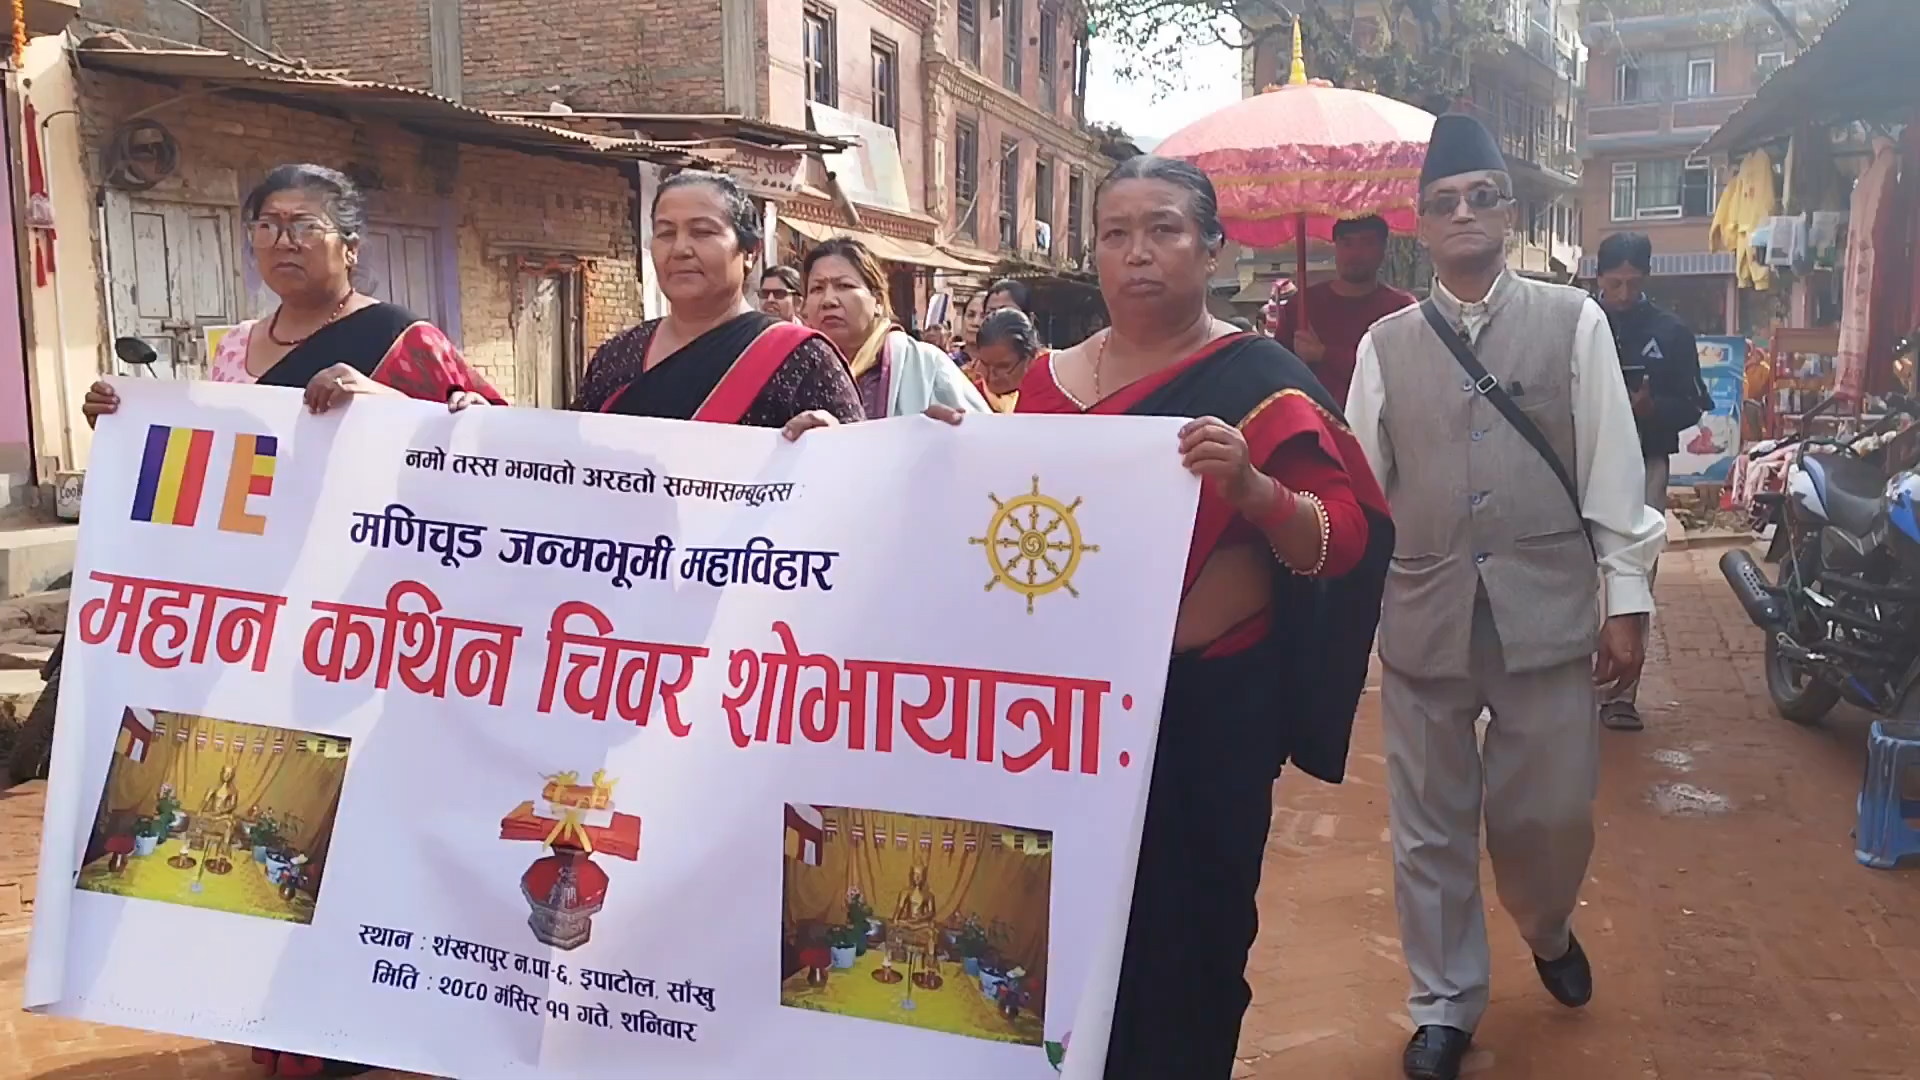 नमो तस्स भगवतो अरहतो सम्मासम्बुद्धस्स :
मणिचूड जन्मभूमी महाविहार
महान कथिन चिवर शोभायात्रा :
स्थान : शंखरापुर न.पा-६, इपाटोल, साँखु
मिति : २०८० मंसिर ११ गते, शनिवार